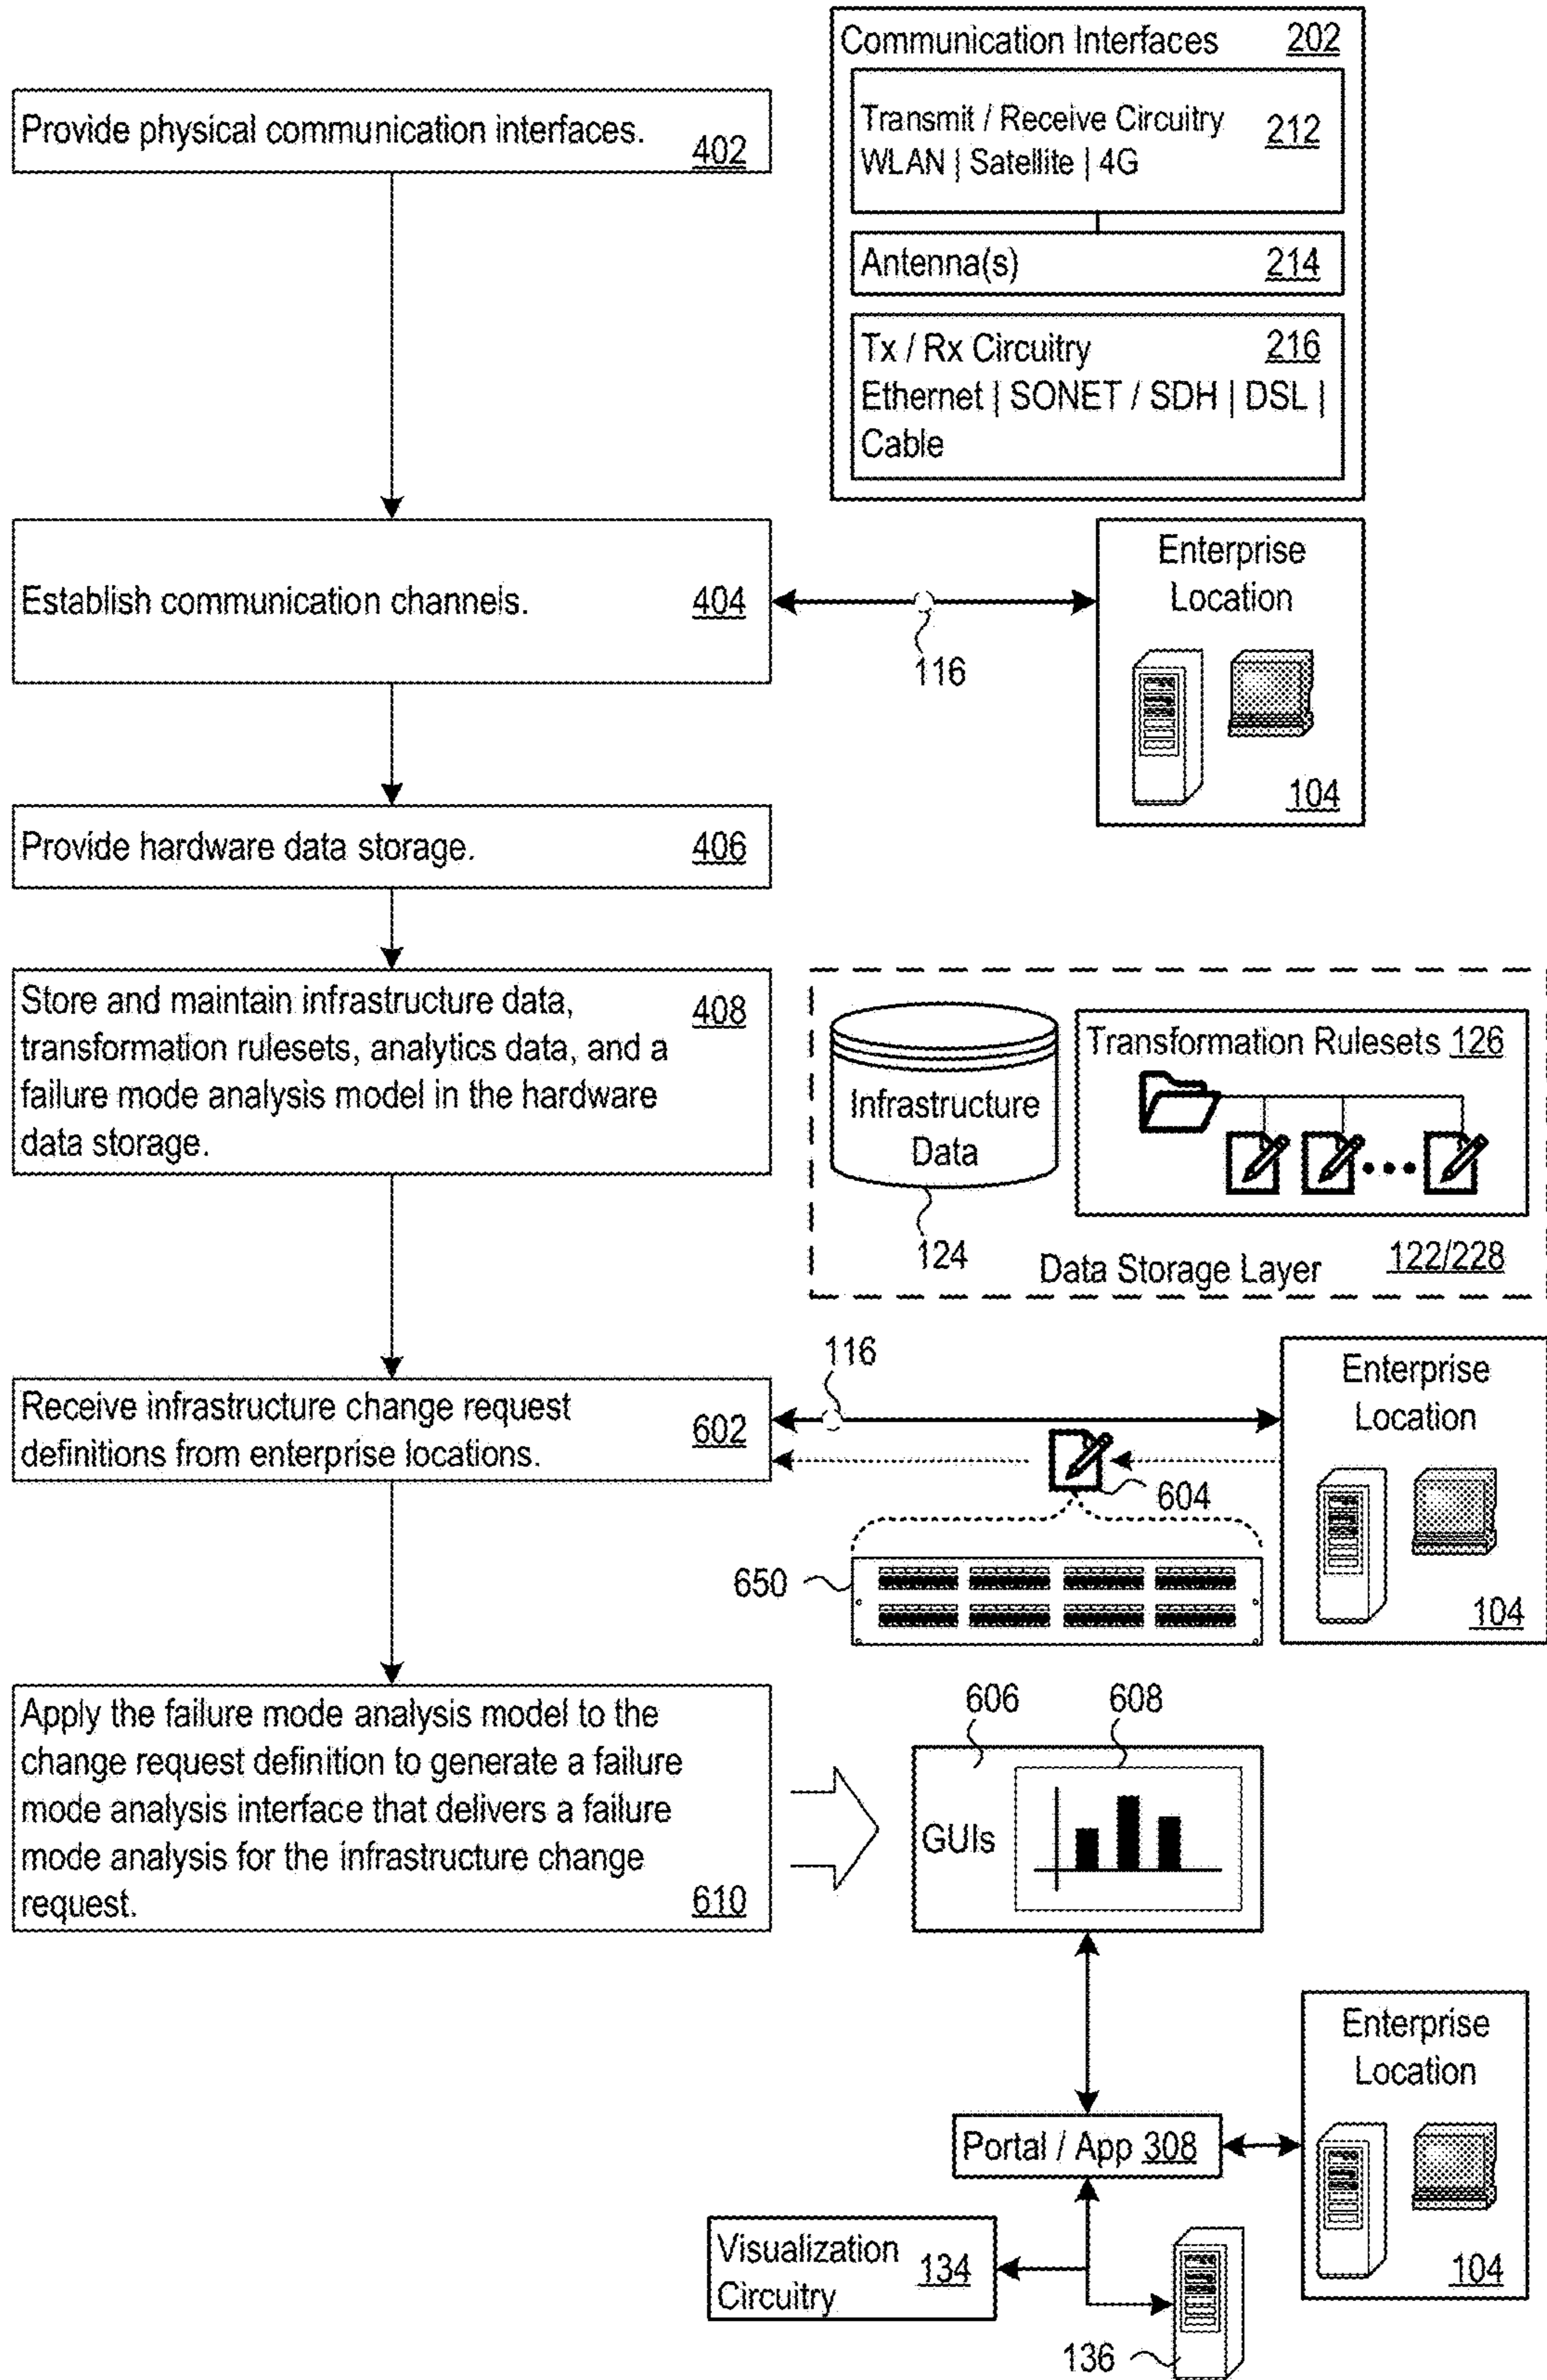 Communication Interfaces 202
Provide physical communication interfaces. 402
Transmit / Receive Circuitry 212
WLAN | Satellite | 4G
Antenna(s) 214
Tx / Rx Circuitry 216
Ethernet | SONET / SDH | DSL |
Cable
Establish communication channels. 404
116
Enterprise
Location
104
Provide hardware data storage. 406
Store and maintain infrastructure data, 408
transformation rulesets, analytics data, and a
failure mode analysis model in the hardware
data storage.
Infrastructure
Data
124
Transformation Rulesets 126
Data Storage Layer 122/228
Receive infrastructure change request
definitions from enterprise locations. 602
116
604
650
Enterprise
Location
104
Apply the failure mode analysis model to the
change request definition to generate a failure
mode analysis interface that delivers a failure
mode analysis for the infrastructure change
request. 610
606
608
GUIs
Portal / App 308
Enterprise
Location
104
Visualization
Circuitry 134
136